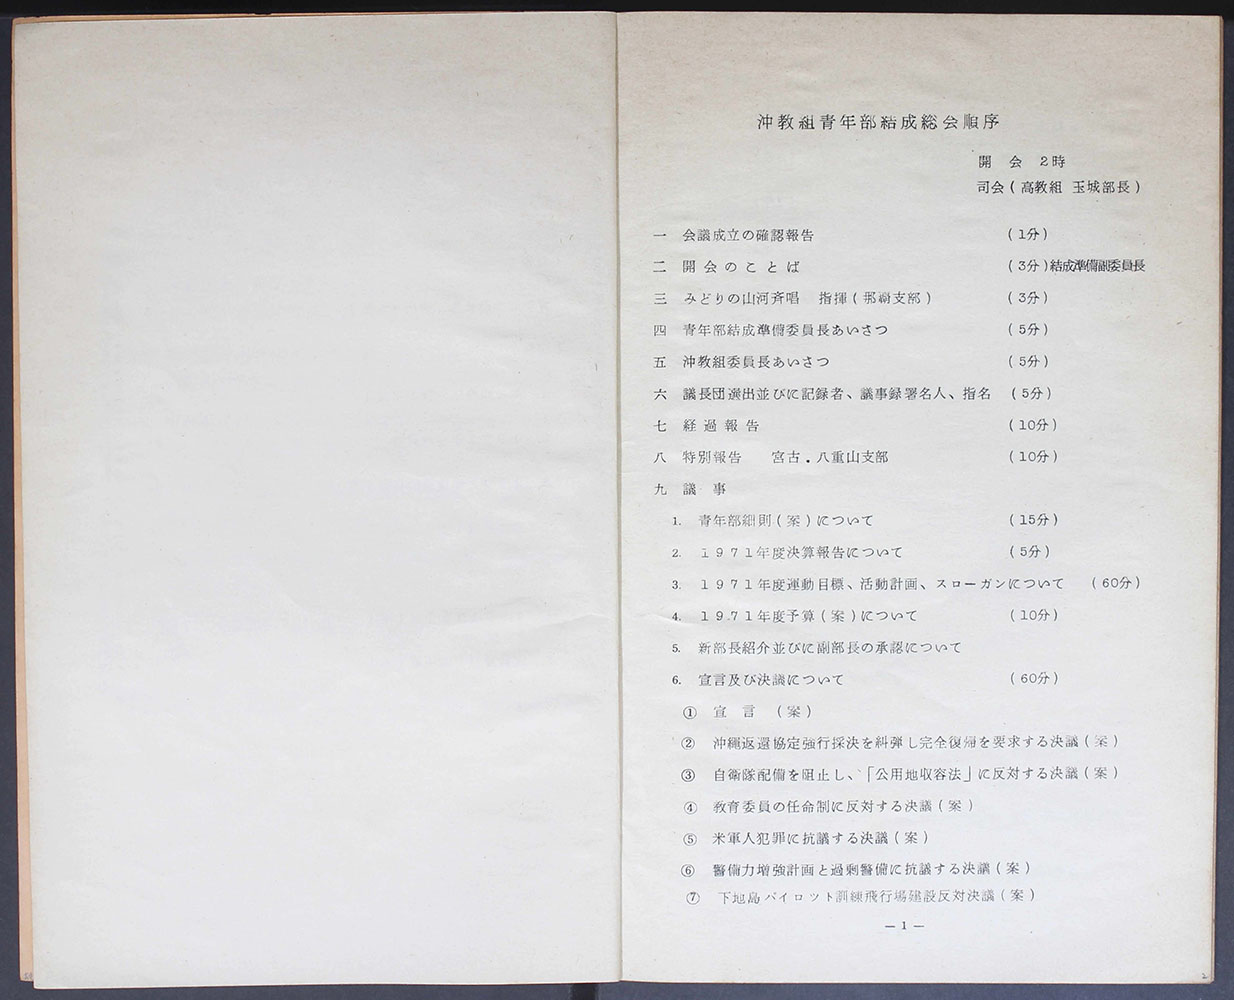 沖教組青年部結成総会順序
開 会 2時
司会(高教組 玉城部長)
一 会議成立の確認報告 (1分)
二 開会のことば (3分)結成準備副委員長
三 みどりの山河斉唱 指揮(那覇支部) (3分)
四 青年部結成準備委員長あいさつ (5分)
五 沖教組委員長あいさつ (5分)
六 議長団選出並びに記録者、議事録署名人、指名 (5分)
七 経過報告 (10分)
八 特別報告 宮古.八重山支部 (10分)
九 議 事
1. 青年部細則(案)について (15分)
2. 1971年度決算報告について (5分)
3. 1971年度運動目標、活動計画、スローガンについて (60分)
4. 1971年度予算(案)について (10分)
5. 新部長紹介並びに副部長の承認について
6. 宣言及び決議について (60分)
① 宣 言 (案)
② 沖縄返還協定強行採決を糾弾し完全復帰を要求する決議(案)
③ 自衛隊配備を阻止し、「公用地収容法」に反対する決議(案)
④ 教育委員の任命制に反対する決議(案)
⑤ 米軍人犯罪に抗議する決議(案)
⑥ 警備力増強計画と過剰警備に抗議する決議(案)
⑦ 下地島パイロット訓練飛行場建設反対決議(案)
— 1 —